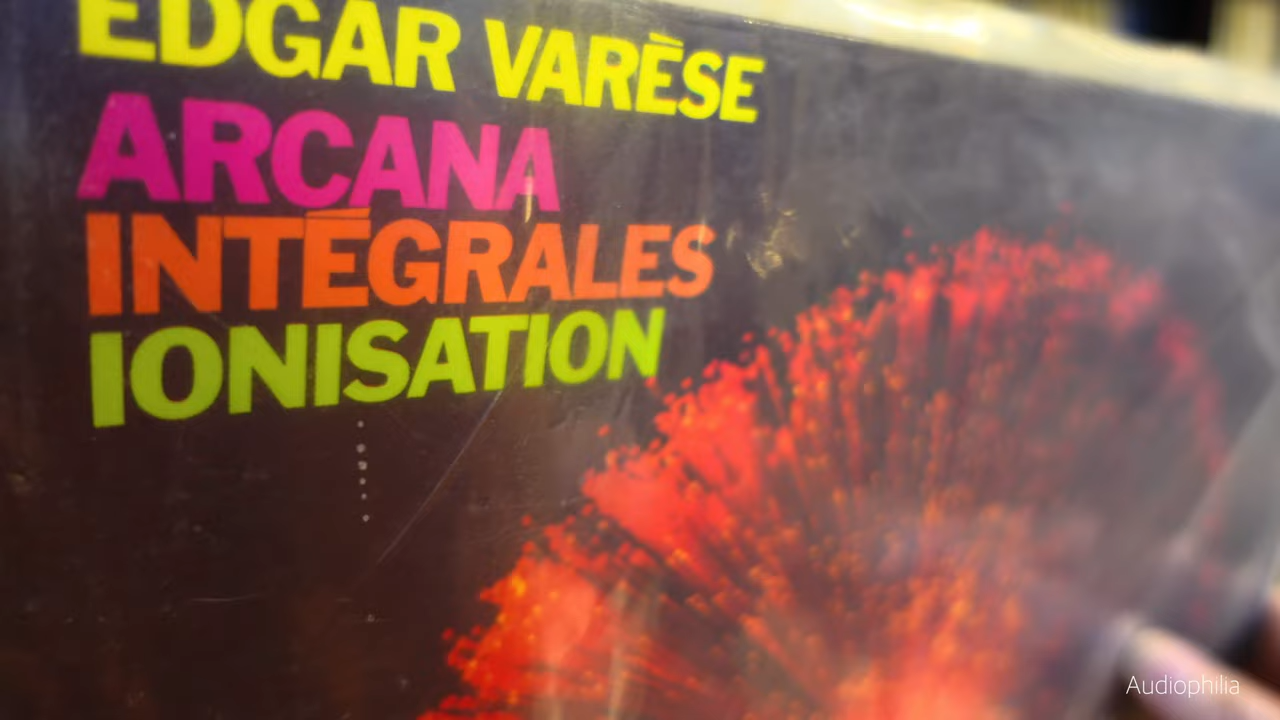 EDGAR VARÈSE
ARCANA
INTÉGRALES
IONISATION
Audiophilia